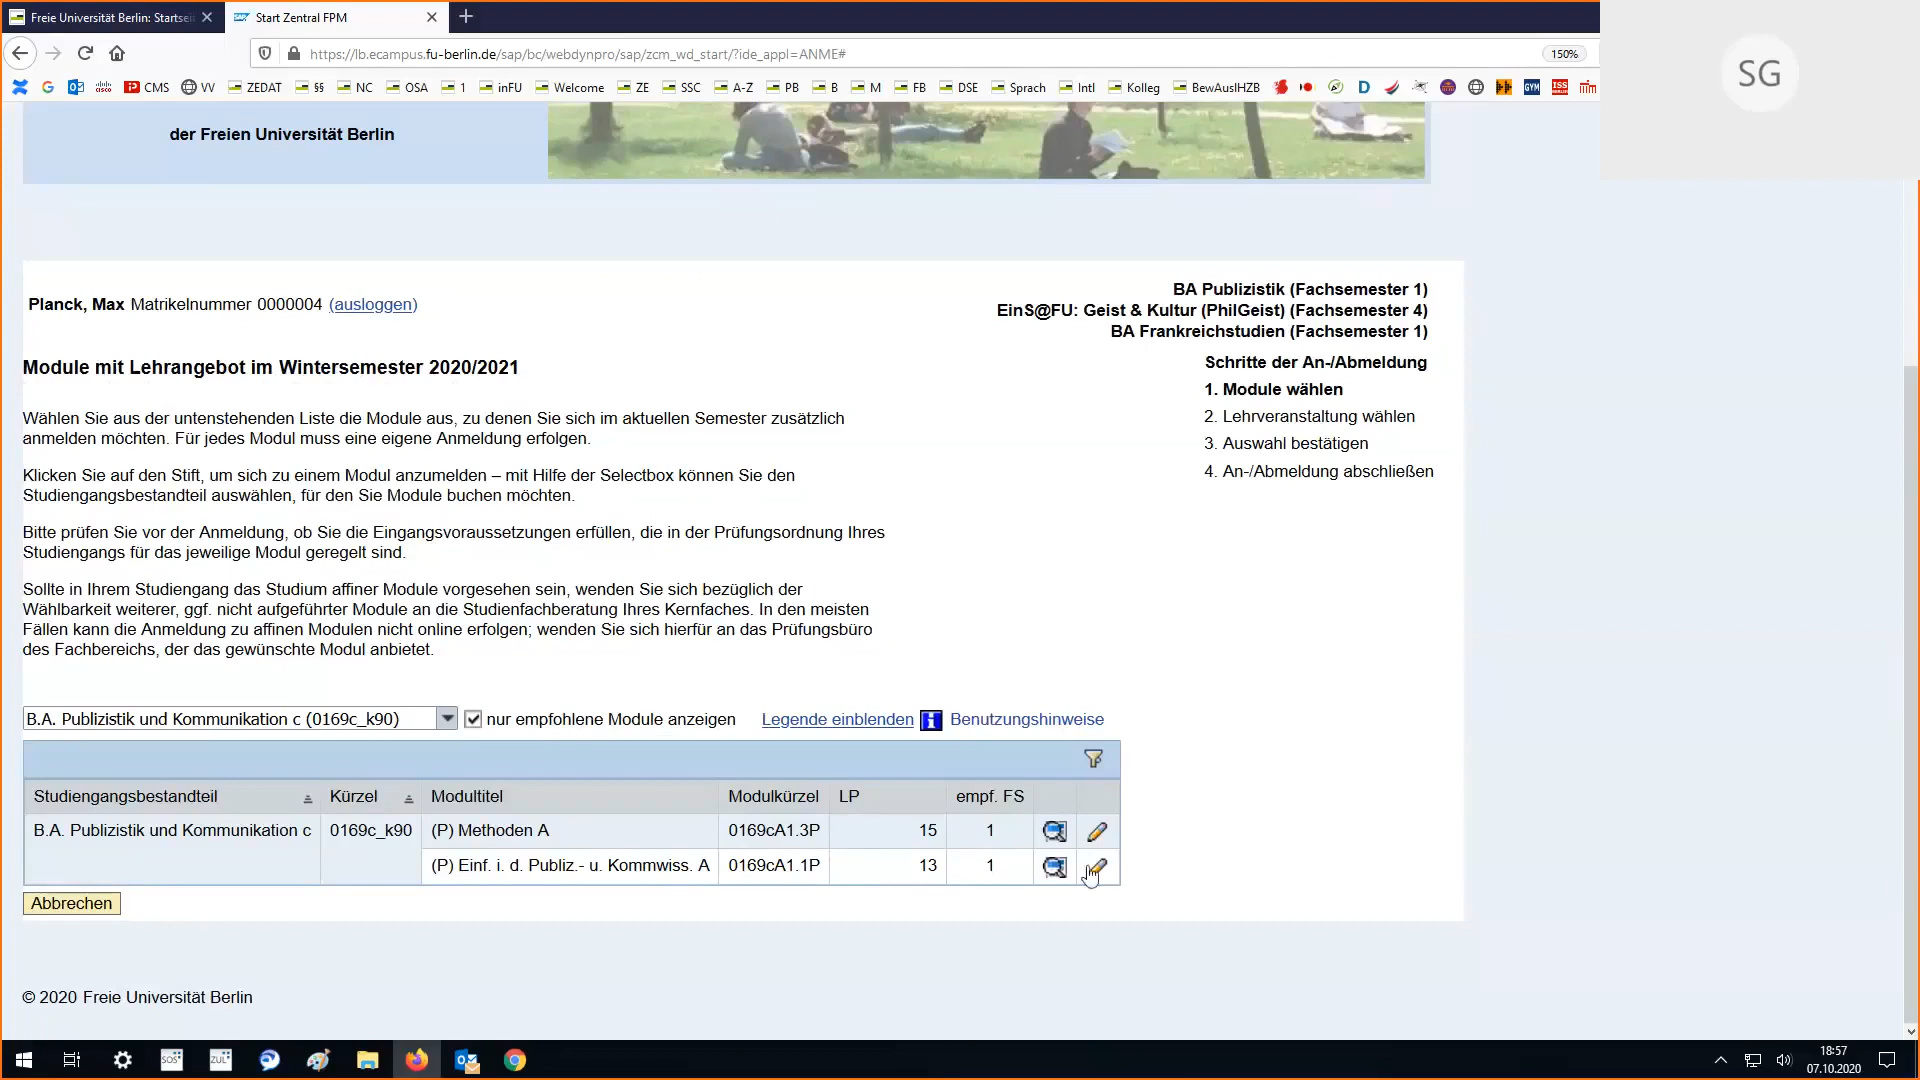 Freie Universität Berlin: Startsei
Start Zentral FPM
https://lb.ecampus.fu-berlin.de/sap/bc/webdynpro/sap/zcm_wd_start/?ide_appl=ANME#
150%
CMS VV ZEDAT §§ NC OSA 1 inFU Welcome ZE SSC A-Z PB B M FB DSE Sprach Intl Kolleg BewAusIHZB
SG
der Freien Universität Berlin
Planck, Max Matrikelnummer 0000004 (ausloggen)
BA Publizistik (Fachsemester 1)
EinS@FU: Geist & Kultur (PhilGeist) (Fachsemester 4)
BA Frankreichstudien (Fachsemester 1)
Schritte der An-/Abmeldung
1. Module wählen
2. Lehrveranstaltung wählen
3. Auswahl bestätigen
4. An-/Abmeldung abschließen
Module mit Lehrangebot im Wintersemester 2020/2021
Wählen Sie aus der untenstehenden Liste die Module aus, zu denen Sie sich im aktuellen Semester zusätzlich
anmelden möchten. Für jedes Modul muss eine eigene Anmeldung erfolgen.
Klicken Sie auf den Stift, um sich zu einem Modul anzumelden – mit Hilfe der Selectbox können Sie den
Studiengangsbestandteil auswählen, für den Sie Module buchen möchten.
Bitte prüfen Sie vor der Anmeldung, ob Sie die Eingangsvoraussetzungen erfüllen, die in der Prüfungsordnung Ihres
Studiengangs für das jeweilige Modul geregelt sind.
Sollte in Ihrem Studiengang das Studium affiner Module vorgesehen sein, wenden Sie sich bezüglich der
Wählbarkeit weiterer, ggf. nicht aufgeführter Module an die Studienfachberatung Ihres Kernfaches. In den meisten
Fällen kann die Anmeldung zu affinen Modulen nicht online erfolgen; wenden Sie sich hierfür an das Prüfungsbüro
des Fachbereichs, der das gewünschte Modul anbietet.
B.A. Publizistik und Kommunikation c (0169c_k90) nur empfohlene Module anzeigen Legende einblenden Benutzungshinweise
Studiengangsbestandteil Kürzel Modultitel Modulkürzel LP empf. FS
B.A. Publizistik und Kommunikation c 0169c_k90 (P) Methoden A 0169cA1.3P 15 1
(P) Einf. i. d. Publiz.- u. Kommwiss. A 0169cA1.1P 13 1
Abbrechen
© 2020 Freie Universität Berlin
18:57
07.10.2020